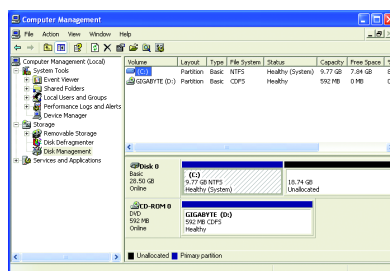 Computer Management
File Action View Window Help
Computer Management (Local)
System Tools
Event Viewer
Shared Folders
Local Users and Groups
Performance Logs and Alerts
Device Manager
Storage
Removable Storage
Disk Defragmenter
Disk Management
Services and Applications
Volume Layout Type File System Status Capacity Free Space
(C:) Partition Basic NTFS Healthy (System) 9.77 GB 7.84 GB
GIGABYTE (D:) Partition Basic CDFS Healthy 592 MB 0 MB
Disk 0
Basic
28.50 GB
Online
(C:)
9.77 GB NTFS
Healthy (System)
18.74 GB
Unallocated
CD-ROM 0
DVD
592 MB
Online
GIGABYTE (D:)
592 MB CDFS
Healthy
Unallocated Primary partition